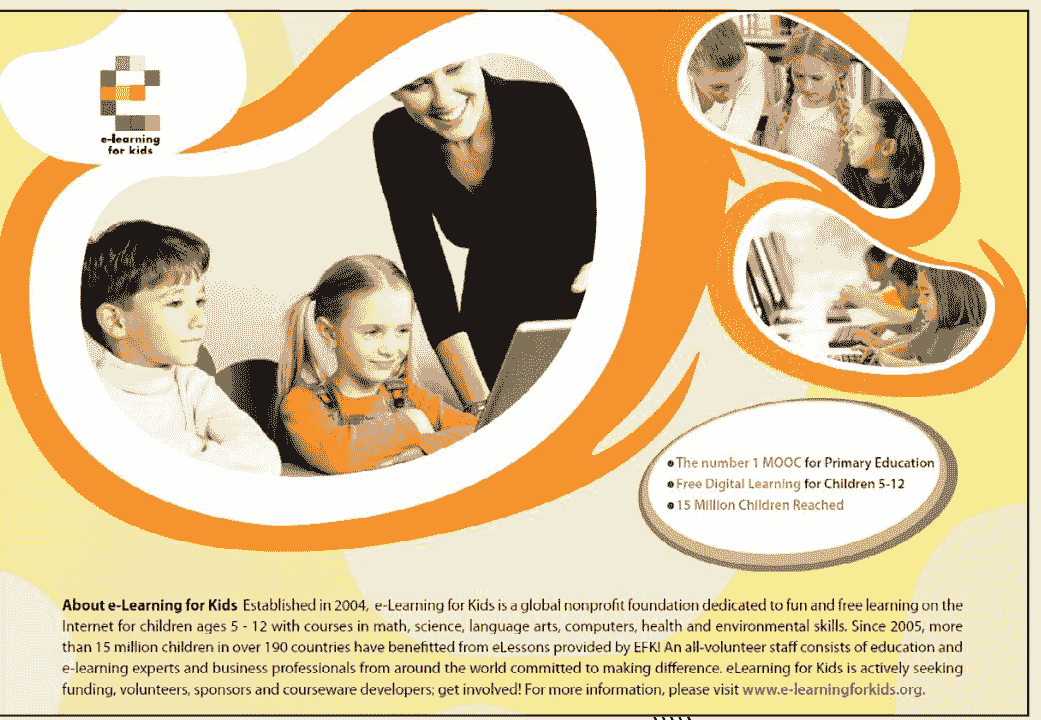 e-learning
for kids
The number 1 MOOC for Primary Education
Free Digital Learning for Children 5-12
15 Million Children Reached
About e-Learning for Kids Established in 2004, e-Learning for Kids is a global nonprofit foundation dedicated to fun and free learning on the
Internet for children ages 5 - 12 with courses in math, science, language arts, computers, health and environmental skills. Since 2005, more
than 15 million children in over 190 countries have benefitted from eLessons provided by EFK! An all-volunteer staff consists of education and
e-learning experts and business professionals from around the world committed to making difference. eLearning for Kids is actively seeking
funding, volunteers, sponsors and courseware developers; get involved! For more information, please visit www.e-learningforkids.org.